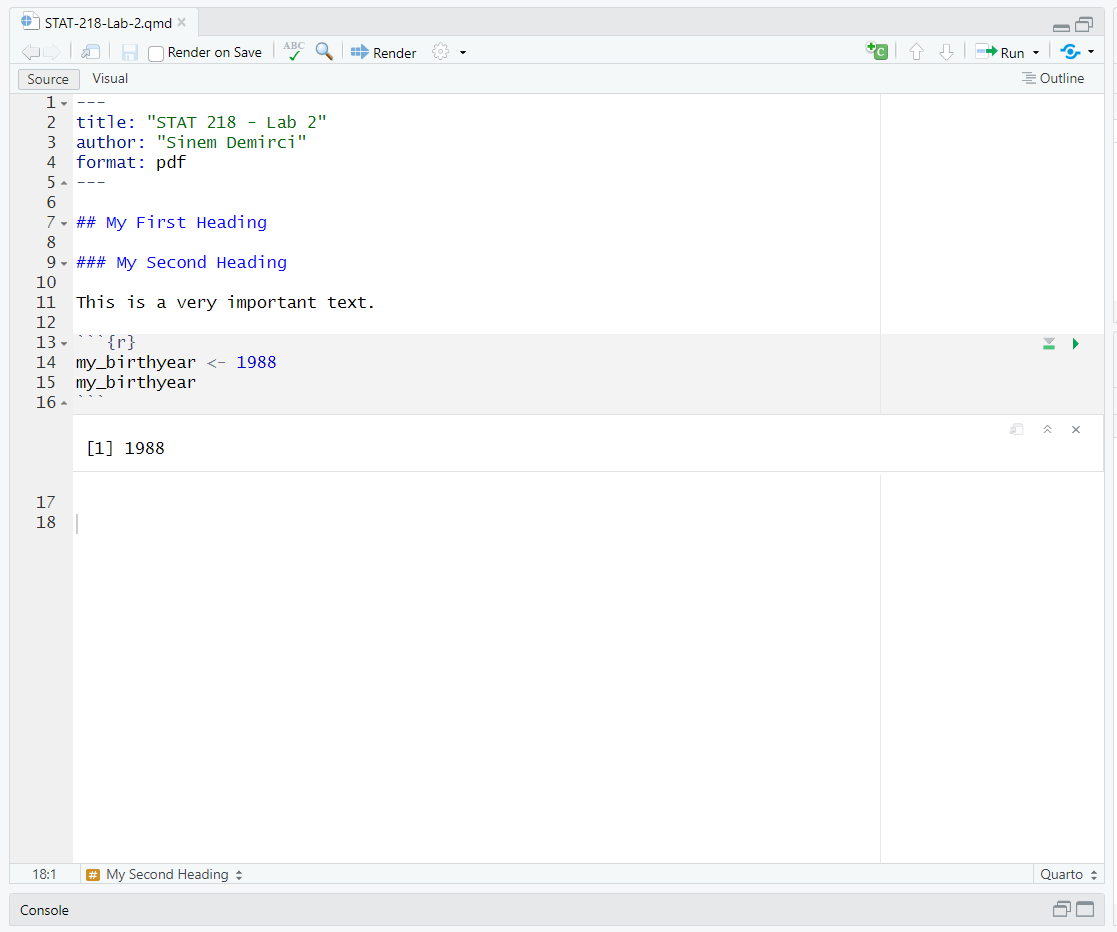 STAT-218-Lab-2.qmd
Render on Save ABC Render Run
Source Visual Outline
1 ---
2 title: "STAT 218 - Lab 2"
3 author: "Sinem Demirci"
4 format: pdf
5 ---
6
7 ## My First Heading
8
9 ### My Second Heading
10
11 This is a very important text.
12
13 ```{r}
14 my_birthyear <- 1988
15 my_birthyear
16 ```
[1] 1988
17
18
18:1 # My Second Heading Quarto
Console